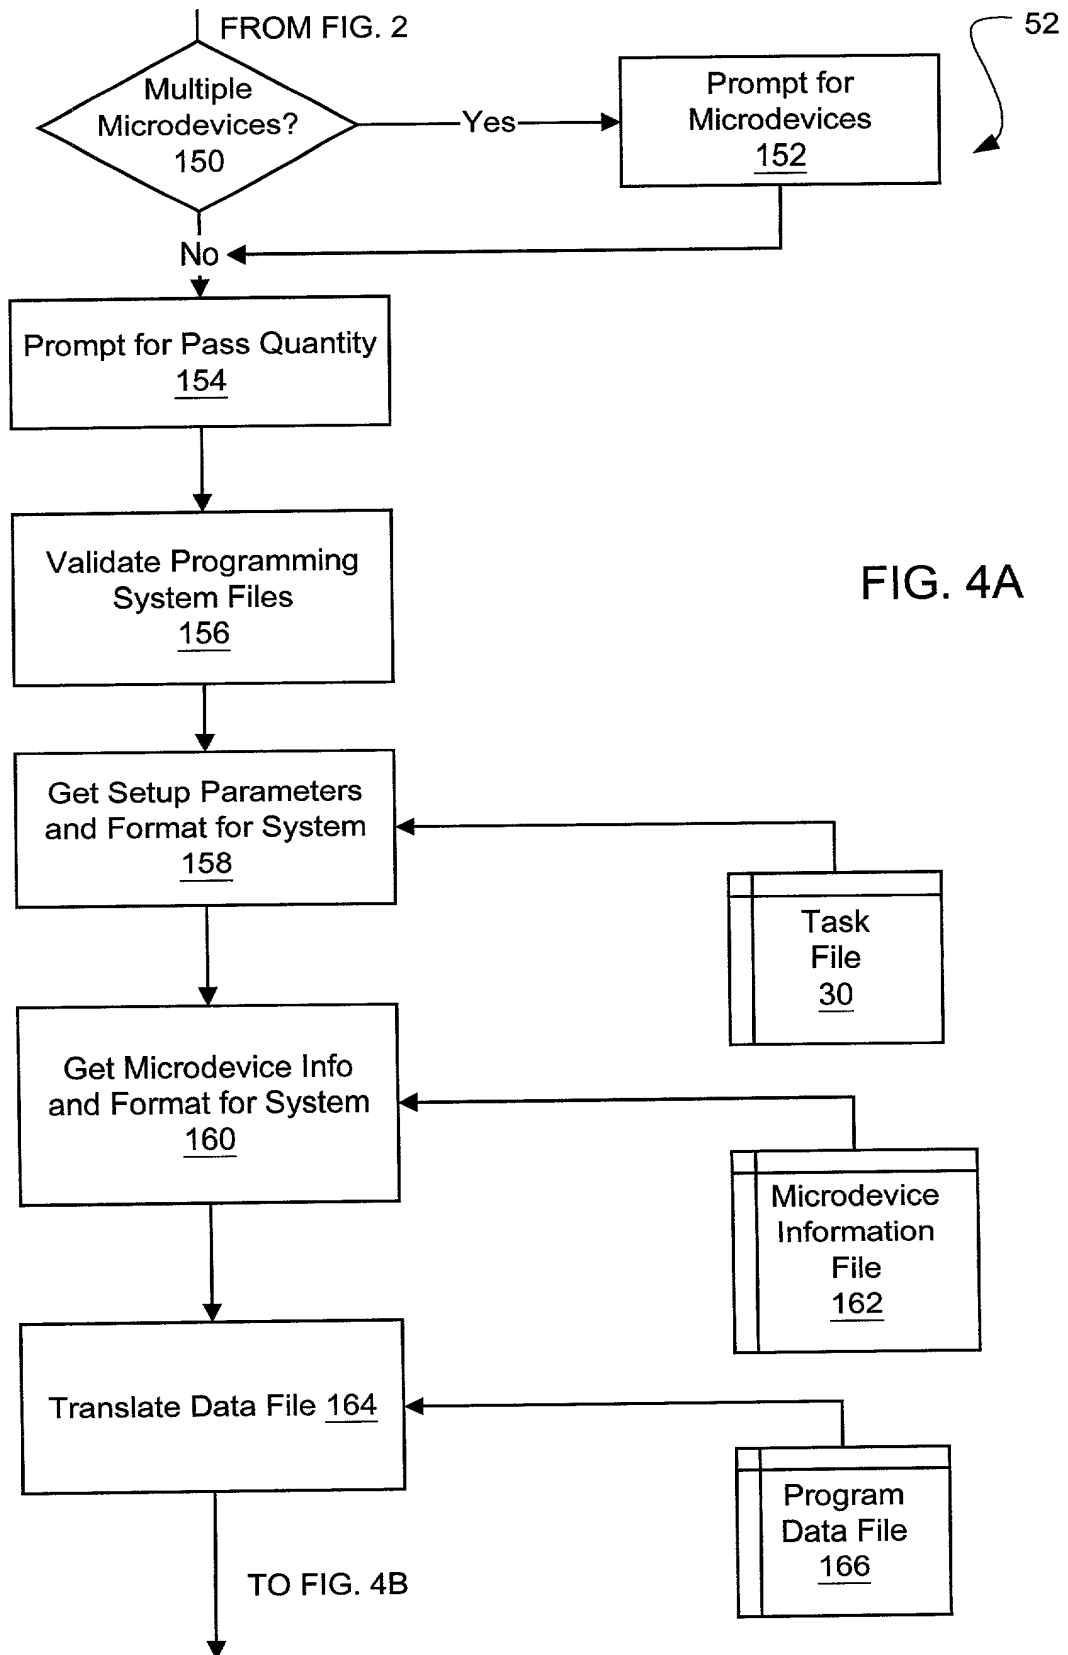 FROM FIG. 2
52
Multiple
Microdevices?
150
Yes
Prompt for
Microdevices
152
No
Prompt for Pass Quantity
154
Validate Programming
System Files
156
FIG. 4A
Get Setup Parameters
and Format for System
158
Task
File
30
Get Microdevice Info
and Format for System
160
Microdevice
Information
File
162
Translate Data File 164
Program
Data File
166
TO FIG. 4B